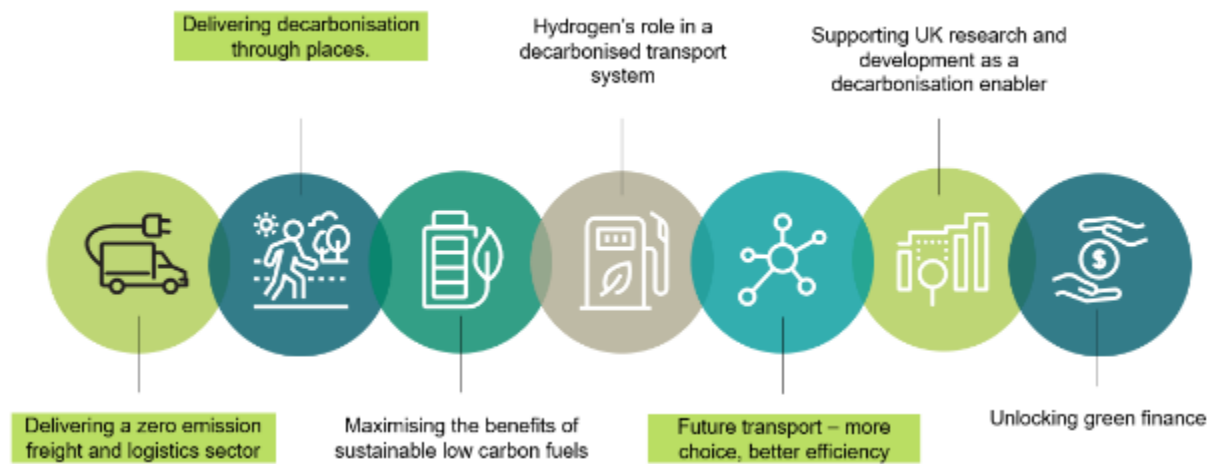 Delivering decarbonisation
through places.
Hydrogen's role in a
decarbonised transport
system
Supporting UK research and
development as a
decarbonisation enabler
$
Delivering a zero emission
freight and logistics sector
Maximising the benefits of
sustainable low carbon fuels
Future transport – more
choice, better efficiency
Unlocking green finance